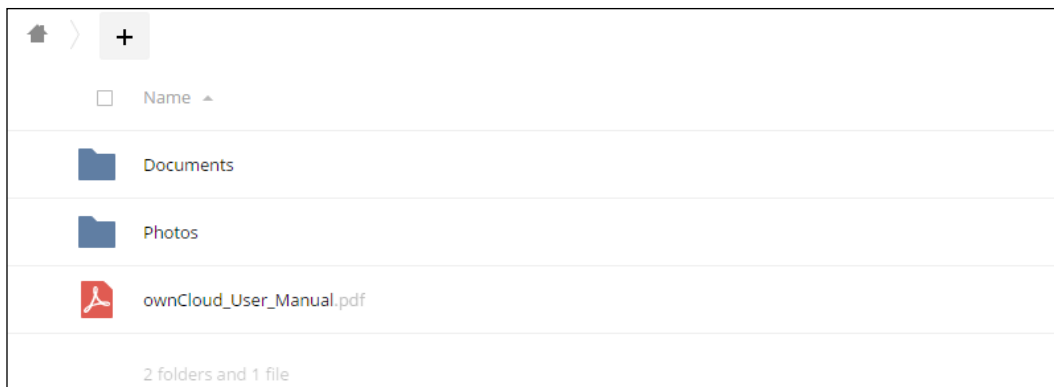 +
Name
Documents
Photos
ownCloud_User_Manual.pdf
2 folders and 1 file